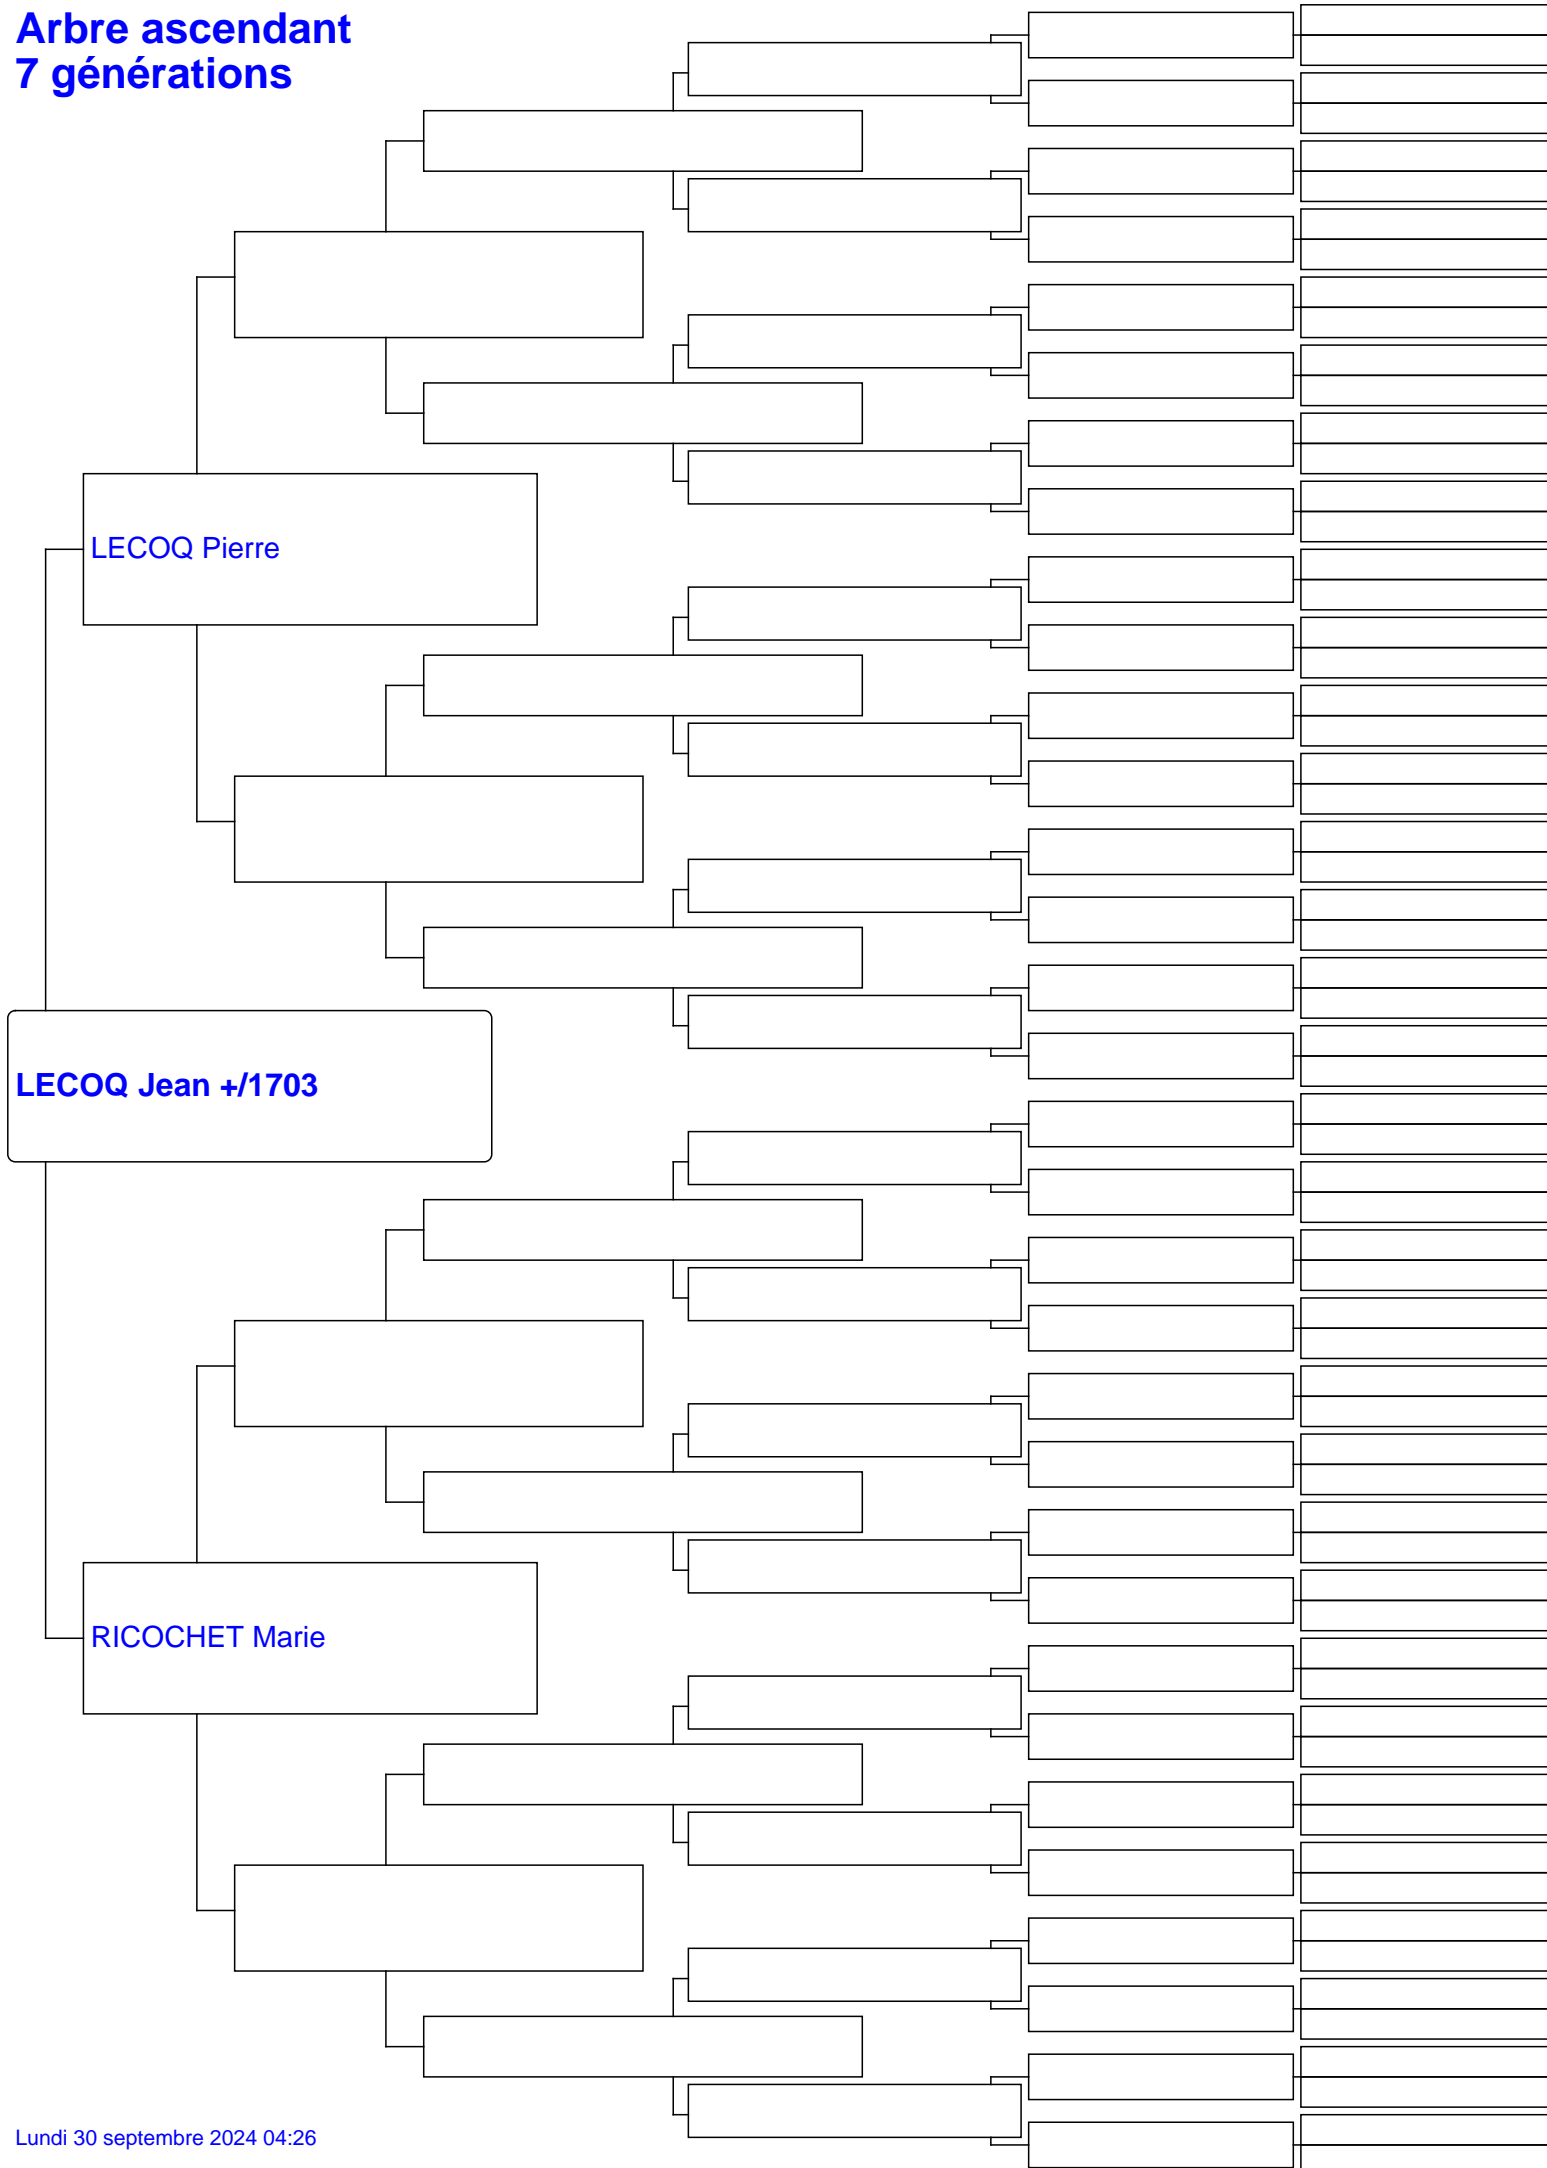 Arbre ascendant
7 générations
LECOQ Pierre
LECOQ Jean +/1703
RICOCHET Marie
Lundi 30 septembre 2024 04:26